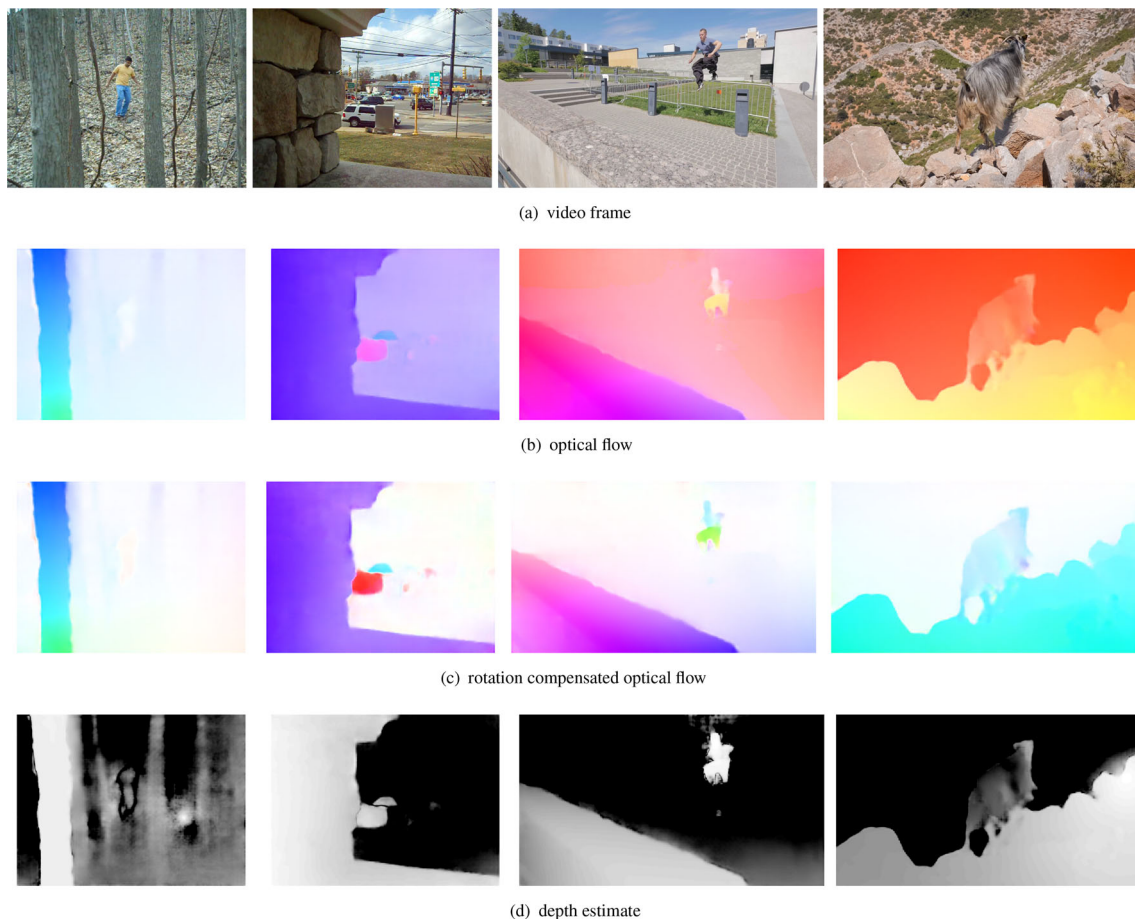 (a) video frame
(b) optical flow
(c) rotation compensated optical flow
(d) depth estimate